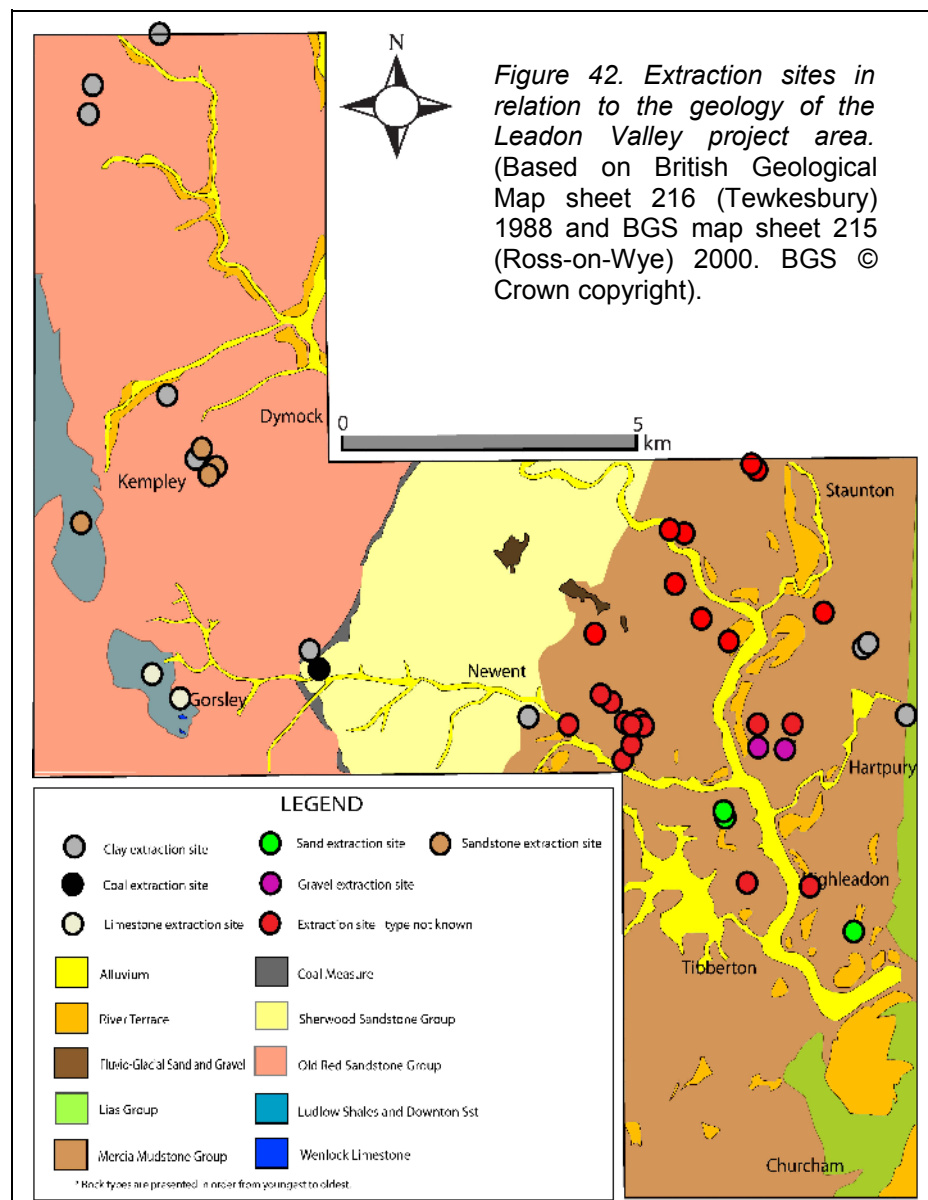 N
Figure 42. Extraction sites in
relation to the geology of the
Leadon Valley project area.
(Based on British Geological
Map sheet 216 (Tewkesbury)
1988 and BGS map sheet 215
(Ross-on-Wye) 2000. BGS ©
Crown copyright).
Dymock
0 5
km
Kempley
Staunton
Newent
Gorsley
Hartpury
Highleadon
Tibberton
Churcham
LEGEND
Clay extraction site
Sand extraction site
Sandstone extraction site
Coal extraction site
Gravel extraction site
Limestone extraction site
Extraction site type not known
Alluvium
Coal Measure
River Terrace
Sherwood Sandstone Group
Fluvio-Glacial Sand and Gravel
Old Red Sandstone Group
Lias Group
Ludlow Shales and Downton Sst
Mercia Mudstone Group
Wenlock Limestone
* Rock types are presented in order from youngest to oldest.